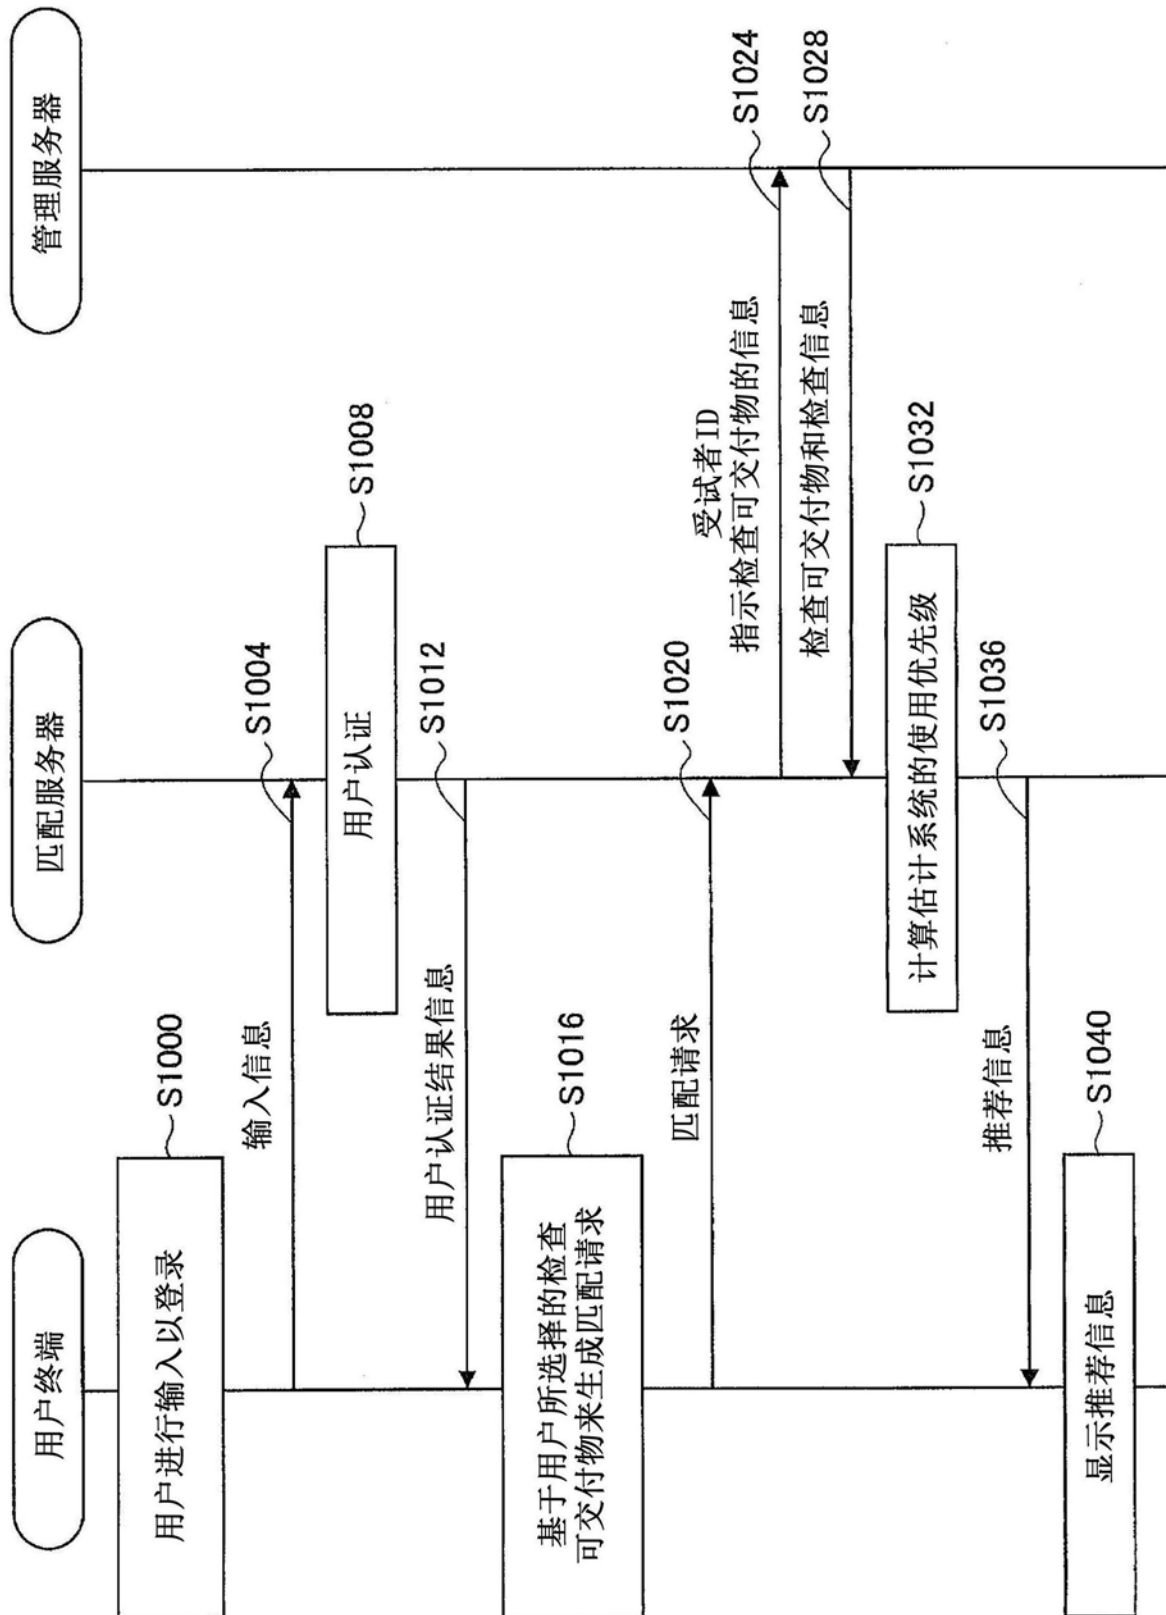 用户终端
匹配服务器
管理服务器
用户进行输入以登录
S1000
输入信息
S1004
用户认证
S1008
用户认证结果信息
S1012
基于用户所选择的检查
可交付物来生成匹配请求
S1016
匹配请求
S1020
受试者ID
指示检查可交付物的信息
S1024
检查可交付物和检查信息
S1028
计算估计系统的使用优先级
S1032
推荐信息
S1036
显示推荐信息
S1040